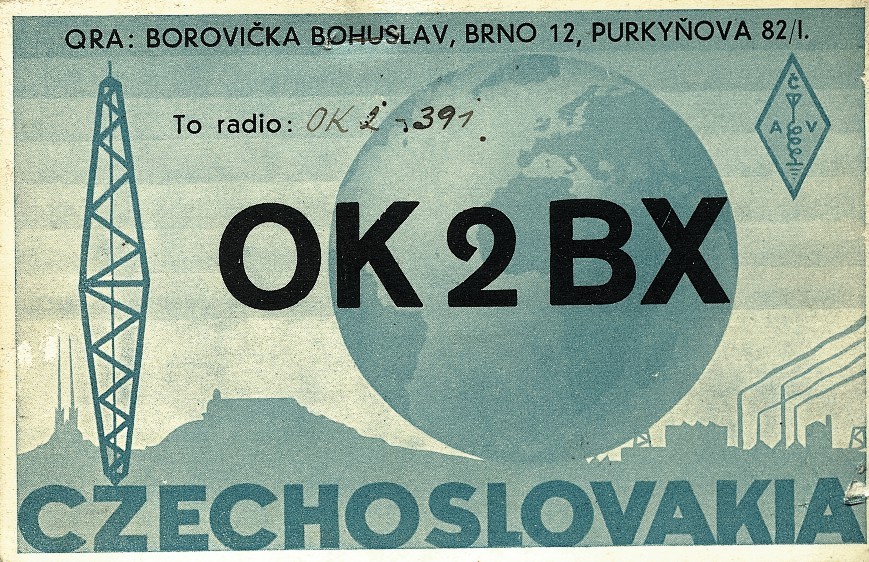 QRA: BOROVIČKA BOHUSLAV, BRNO 12, PURKYŇOVA 82/I.
Č
A V
To radio: OK 2 - 391.
OK2BX
CZECHOSLOVAKIA